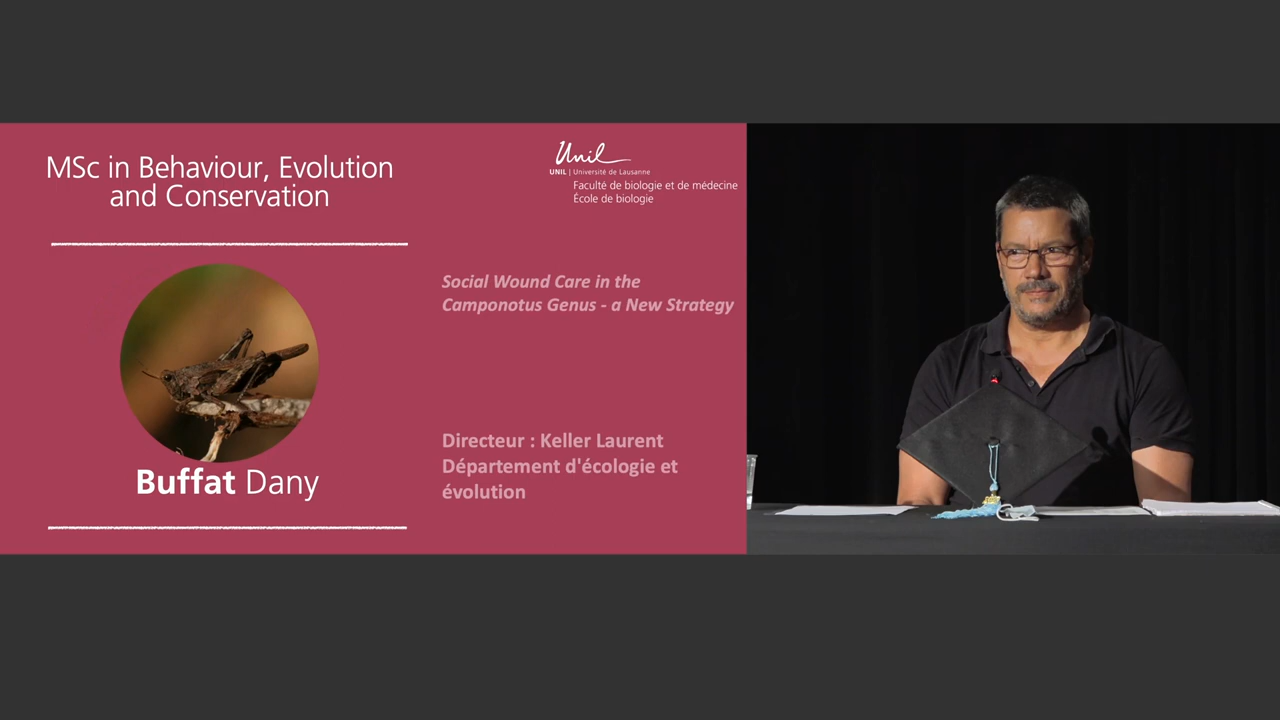 MSc in Behaviour, Evolution
and Conservation
Unil
UNIL | Université de Lausanne
Faculté de biologie et de médecine
École de biologie
Social Wound Care in the
Camponotus Genus - a New Strategy
Directeur : Keller Laurent
Département d'écologie et
évolution
Buffat Dany